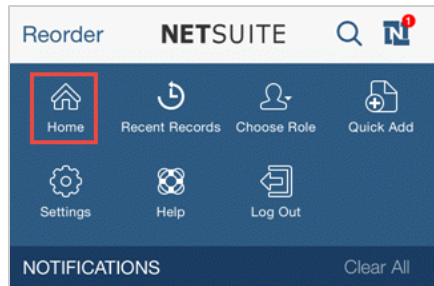 Reorder NETSUITE N 1
Home Recent Records Choose Role Quick Add
Settings Help Log Out
NOTIFICATIONS Clear All